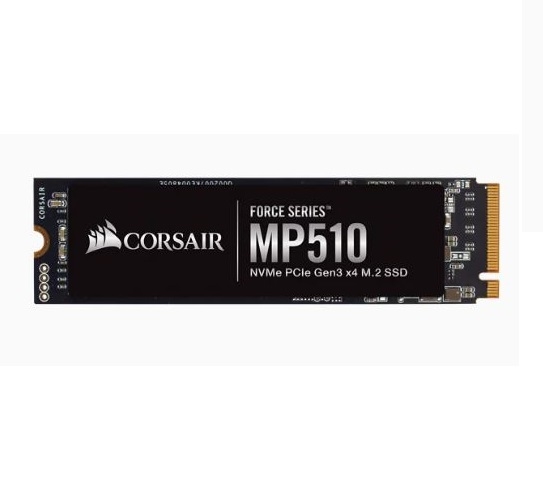 CORSAIR
CORSAIR
FORCE SERIES™
MP510
NVMe PCIe Gen3 x4 M.2 SSD